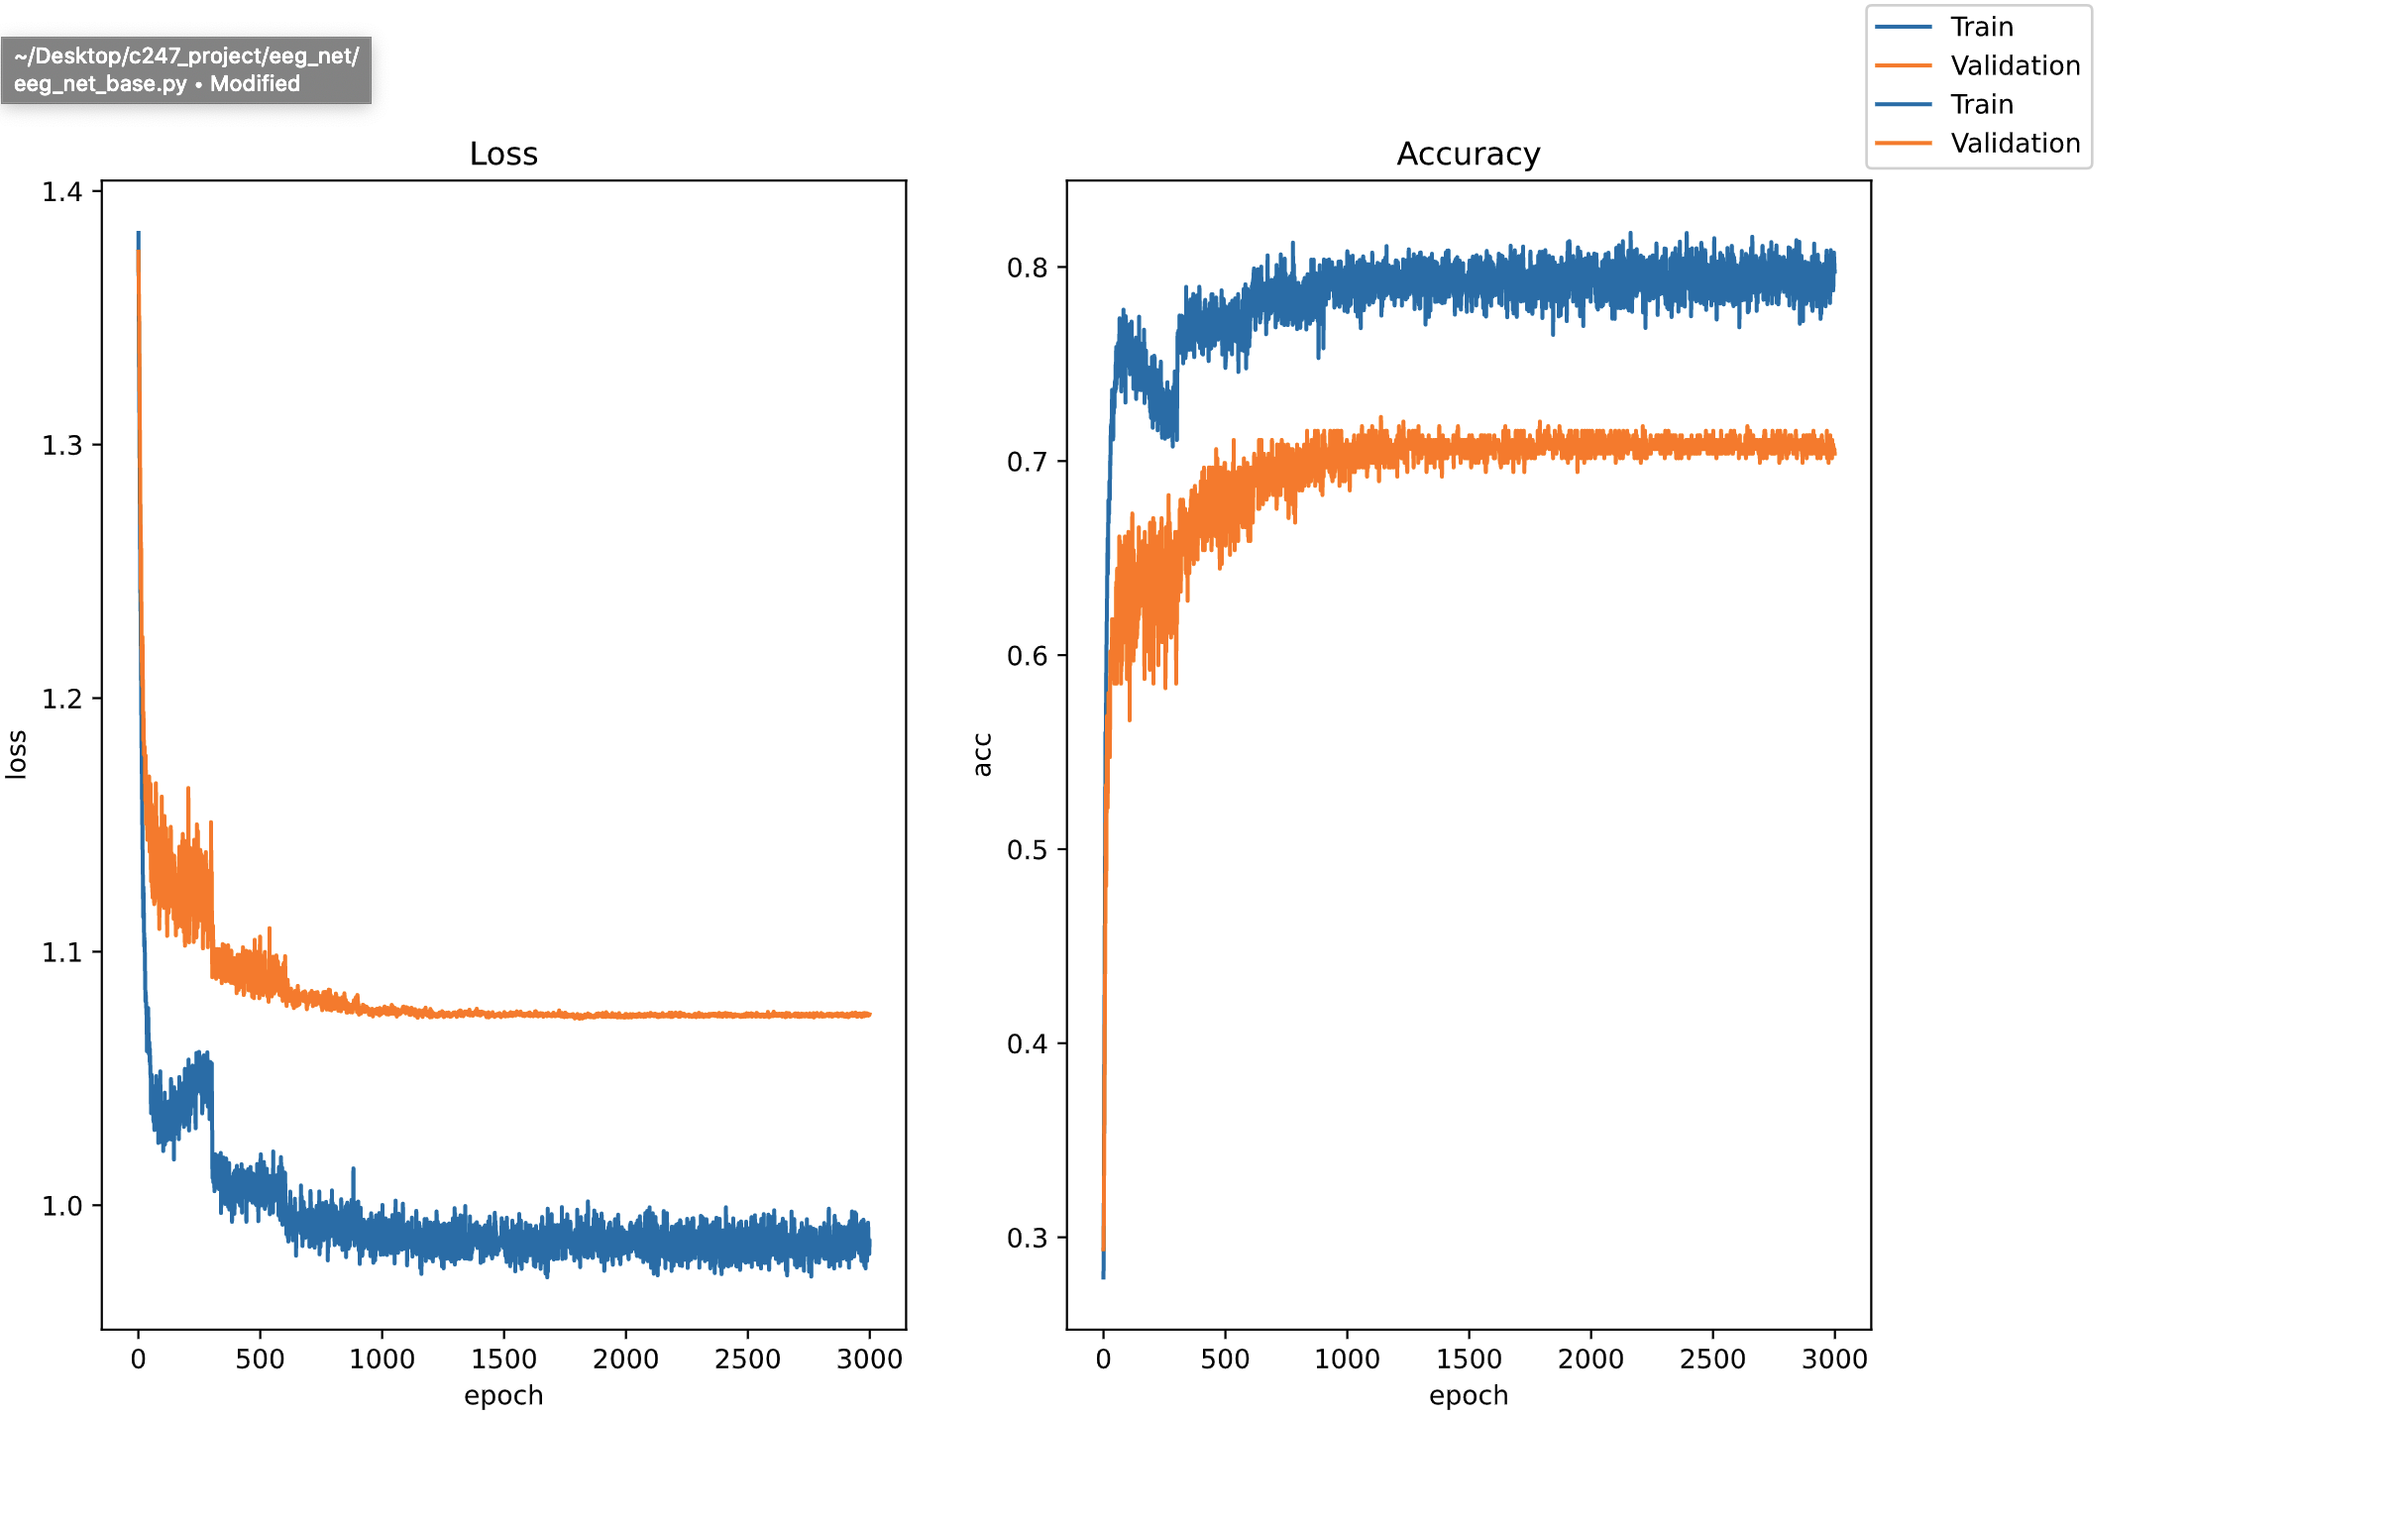 ~/Desktop/c247_project/eeg_net/
eeg_net_base.py • Modified
Train
Validation
Train
Validation
Loss
1.4
1.3
1.2
1.1
1.0
loss
0 500 1000 1500 2000 2500 3000
epoch
Accuracy
0.8
0.7
0.6
0.5
0.4
0.3
acc
0 500 1000 1500 2000 2500 3000
epoch